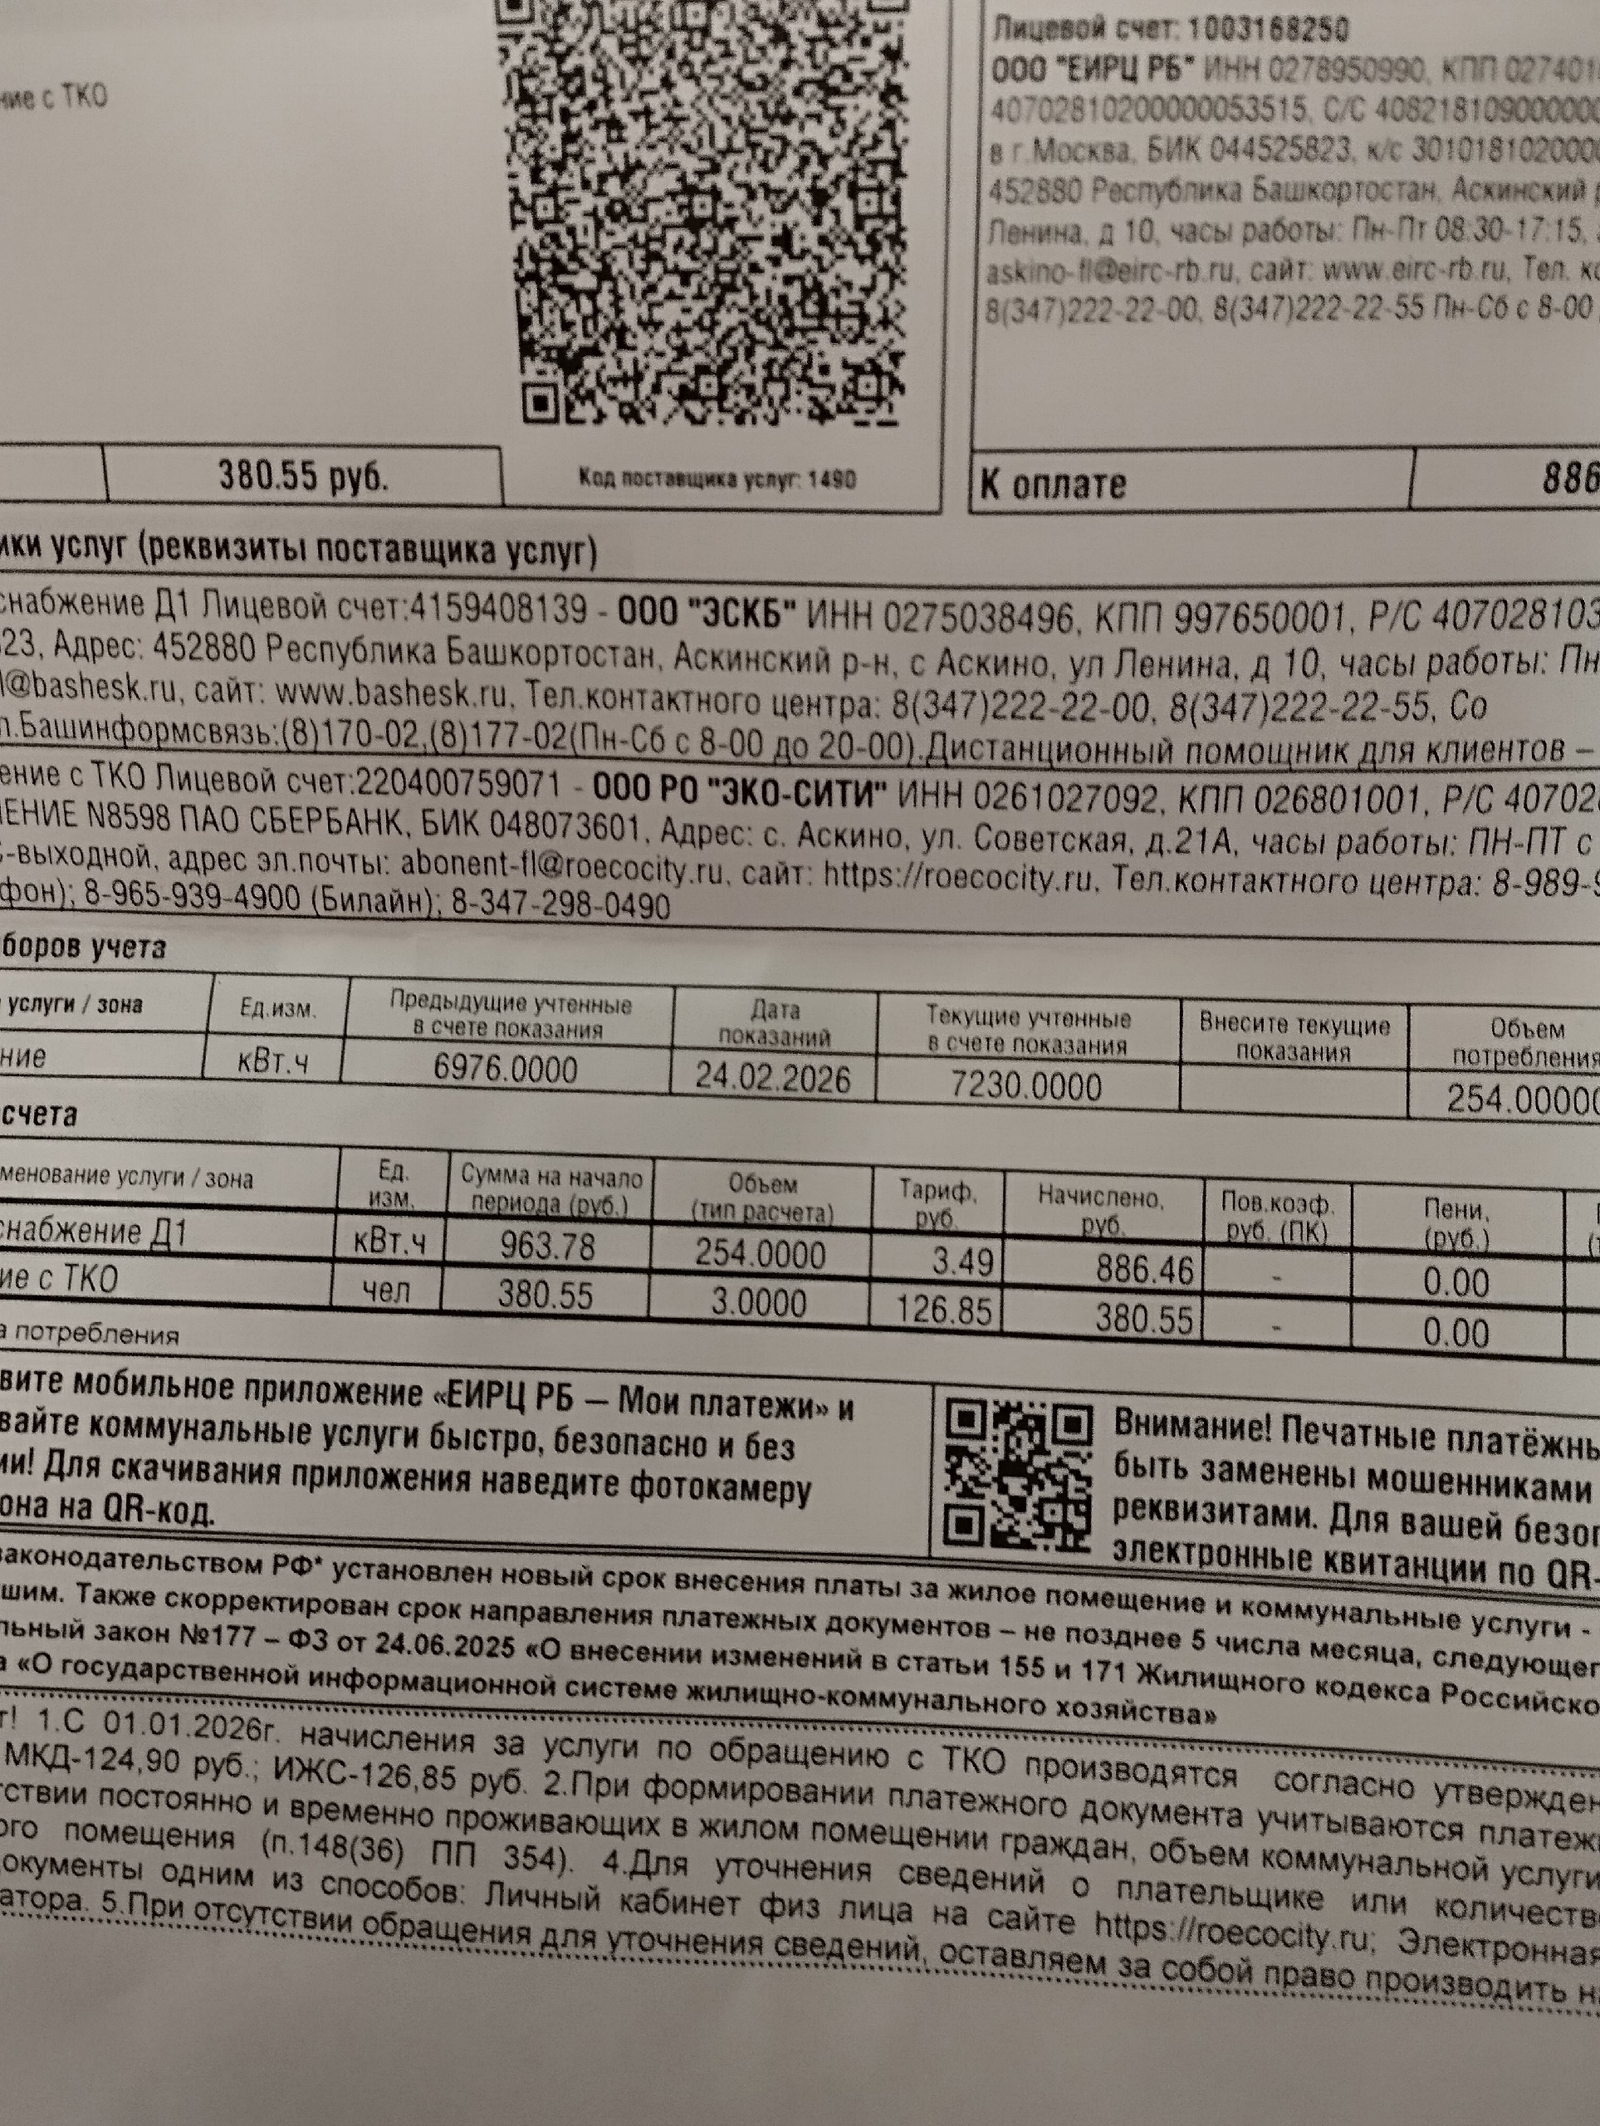 ние с ТКО
Лицевой счет: 1003168250
ООО "ЕИРЦ РБ" ИНН 0278950990, КПП 027401
40702810200000053515, С/С 408218109000000
в г.Москва, БИК 044525823, к/с 3010181020000
452880 Республика Башкортостан, Аскинский р
Ленина, д 10, часы работы: Пн-Пт 08:30-17:15,
askino-fl@eirc-rb.ru, сайт: www.eirc-rb.ru, Тел. ко
8(347)222-22-00, 8(347)222-22-55 Пн-Сб с 8-00
380.55 руб.
Код поставщика услуг: 1490
К оплате 886
ики услуг (реквизиты поставщика услуг)
снабжение Д1 Лицевой счет:4159408139 - ООО "ЭСКБ" ИНН 0275038496, КПП 997650001, Р/С 407028103
23, Адрес: 452880 Республика Башкортостан, Аскинский р-н, с Аскино, ул Ленина, д 10, часы работы: Пн
l@bashesk.ru, сайт: www.bashesk.ru, Тел.контактного центра: 8(347)222-22-00, 8(347)222-22-55, Со
л.Башинформсвязь:(8)170-02,(8)177-02(Пн-Сб с 8-00 до 20-00).Дистанционный помощник для клиентов –
ение с ТКО Лицевой счет:220400759071 - ООО РО "ЭКО-СИТИ" ИНН 0261027092, КПП 026801001, Р/С 40702
ЛЕНИЕ N8598 ПАО СБЕРБАНК, БИК 048073601, Адрес: с. Аскино, ул. Советская, д.21А, часы работы: ПН-ПТ с
С-выходной, адрес эл.почты: abonent-fl@roecocity.ru, сайт: https://roecocity.ru, Тел.контактного центра: 8-989-9
фон); 8-965-939-4900 (Билайн); 8-347-298-0490
боров учета
услуги / зона Ед.изм. Предыдущие учтенные в счете показания Дата показаний Текущие учтенные в счете показания Внесите текущие показания Объем потребления
ние кВт.ч 6976.0000 24.02.2026 7230.0000 254.0000
счета
менование услуги / зона Ед. изм. Сумма на начало периода (руб.) Объем (тип расчета) Тариф, руб. Начислено, руб. Пов.коэф. руб. (ПК) Пени, (руб.)
снабжение Д1 кВт.ч 963.78 254.0000 3.49 886.46 - 0.00
ие с ТКО чел 380.55 3.0000 126.85 380.55 - 0.00
а потребления
вите мобильное приложение «ЕИРЦ РБ – Мои платежи» и
вайте коммунальные услуги быстро, безопасно и без
ии! Для скачивания приложения наведите фотокамеру
она на QR-код.
Внимание! Печатные платёжны
быть заменены мошенниками
реквизитами. Для вашей безоп
электронные квитанции по QR-
законодательством РФ* установлен новый срок внесения платы за жилое помещение и коммунальные услуги -
шим. Также скорректирован срок направления платежных документов – не позднее 5 числа месяца, следующег
льный закон №177 – ФЗ от 24.06.2025 «О внесении изменений в статьи 155 и 171 Жилищного кодекса Российско
а «О государственной информационной системе жилищно-коммунального хозяйства»
т! 1.С 01.01.2026г. начисления за услуги по обращению с ТКО производятся согласно утвержден
МКД-124,90 руб.; ИЖС-126,85 руб. 2.При формировании платежного документа учитываются платеж
тствии постоянно и временно проживающих в жилом помещении граждан, объем коммунальной услуги
ого помещения (п.148(36) ПП 354). 4.Для уточнения сведений о плательщике или количеств
окументы одним из способов: Личный кабинет физ лица на сайте https://roecocity.ru; Электронная
атора. 5.При отсутствии обращения для уточнения сведений, оставляем за собой право производить н